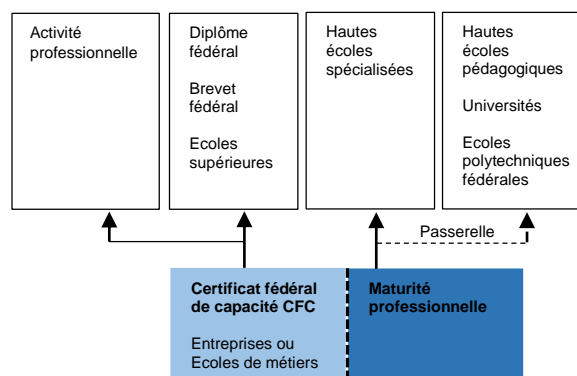 Activité
professionnelle
Diplôme
fédéral
Brevet
fédéral
Ecoles
supérieures
Hautes
écoles
spécialisées
Hautes
écoles
pédagogiques
Universités
Ecoles
polytechniques
fédérales
Passerelle
Certificat fédéral
de capacité CFC
Entreprises ou
Ecoles de métiers
Maturité
professionnelle